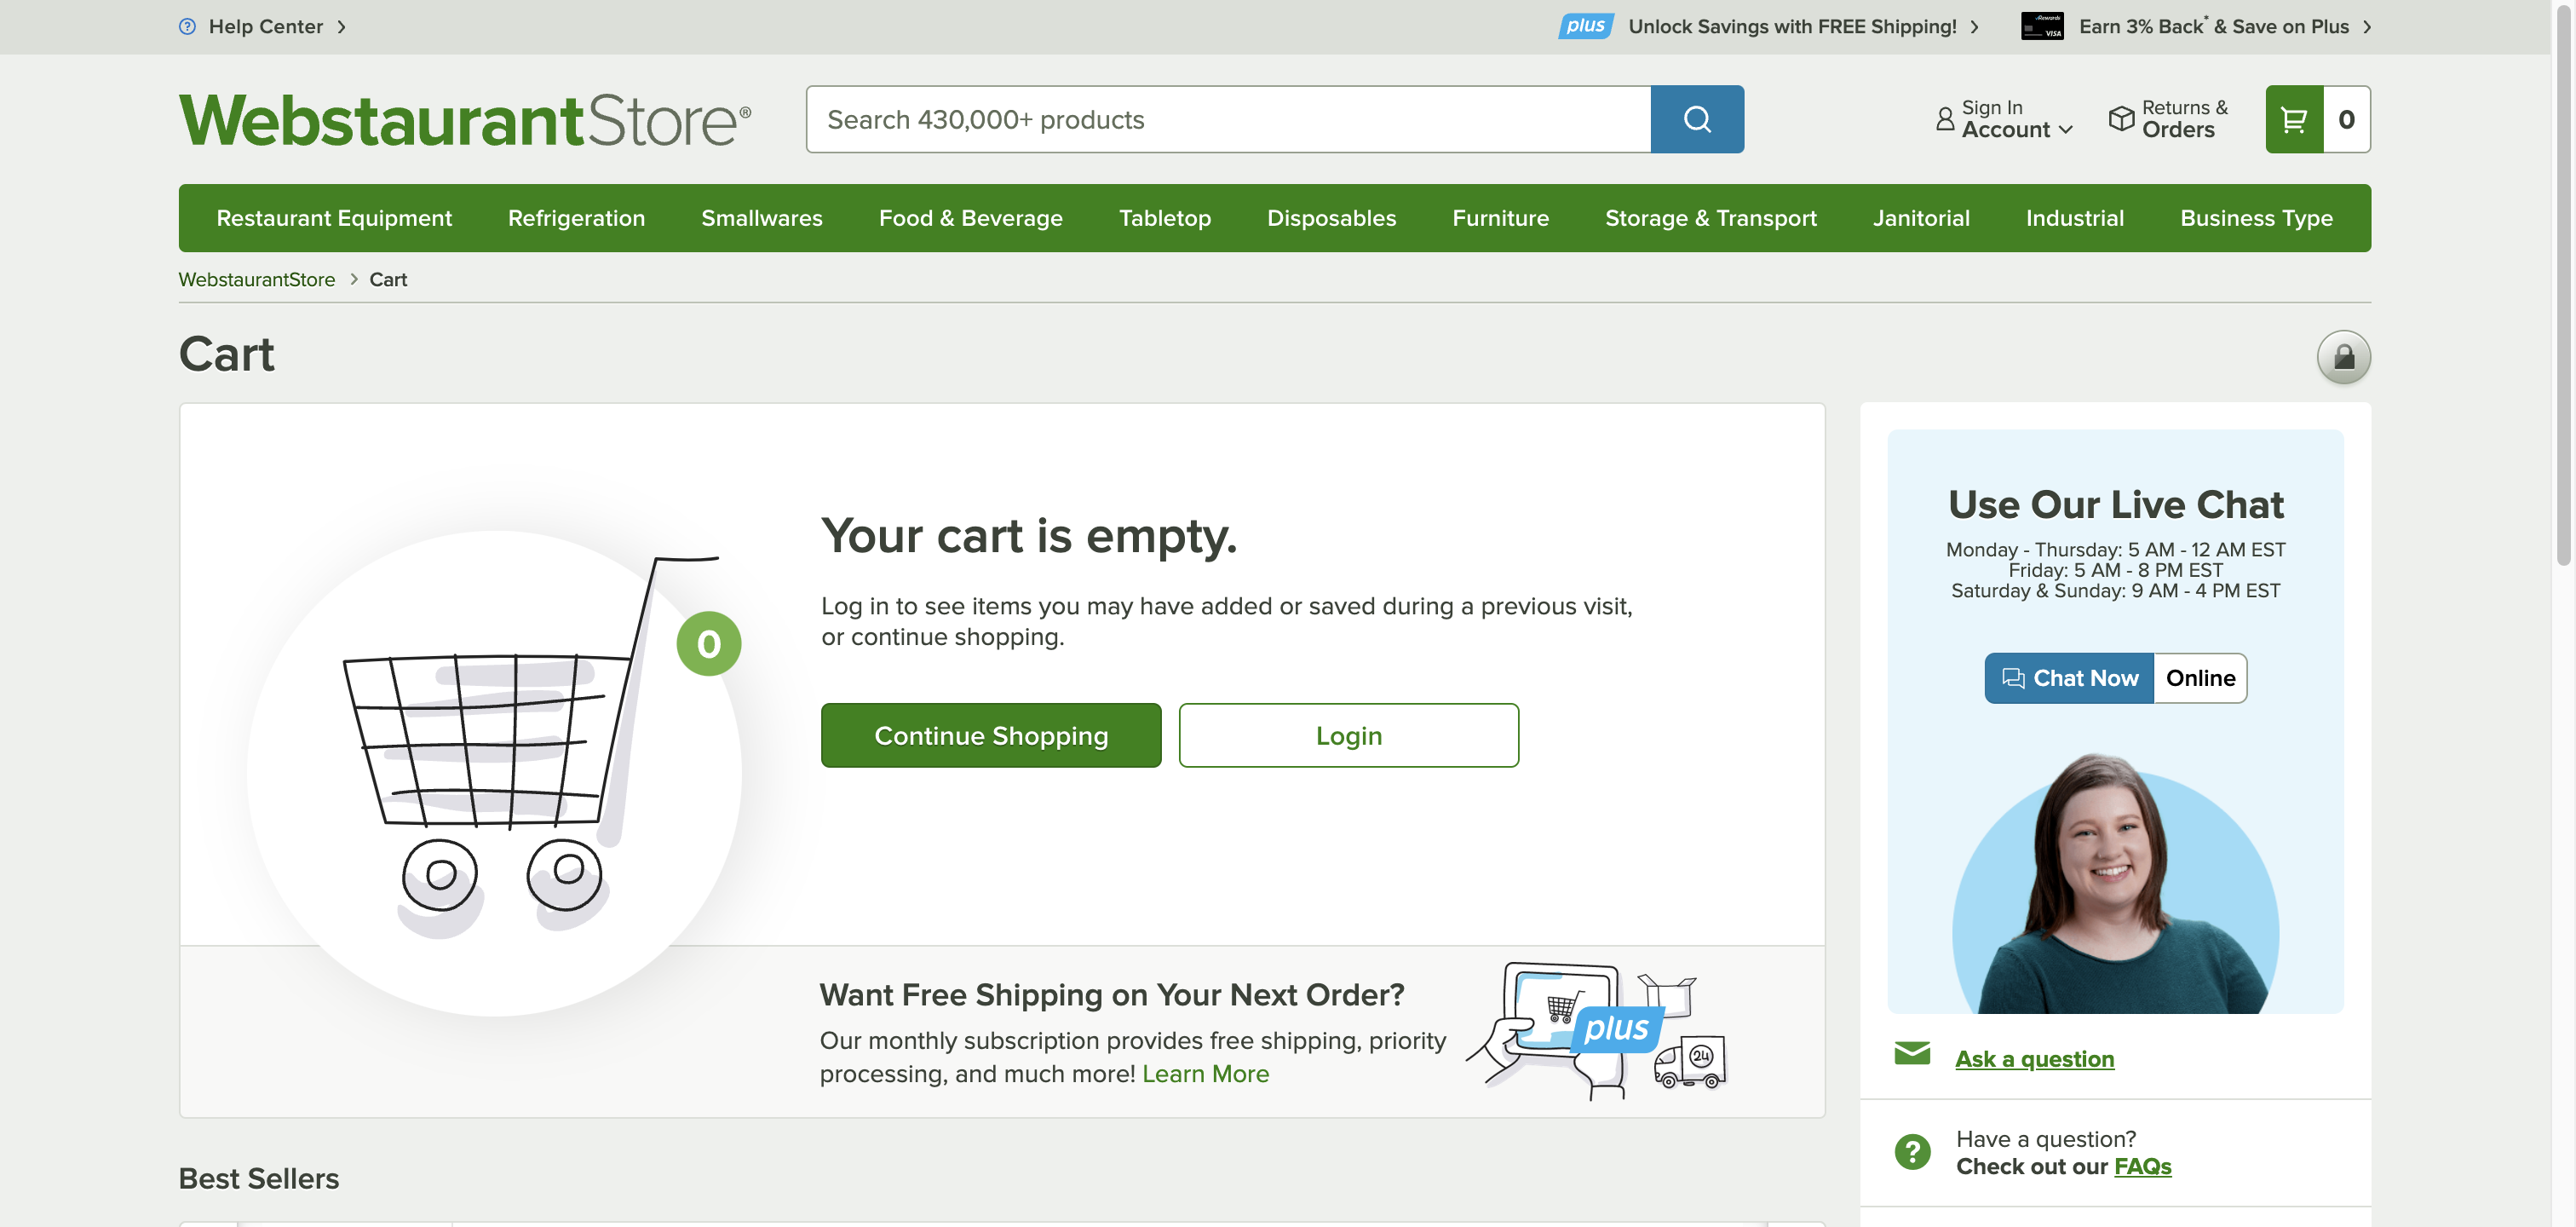 Help Center
plus Unlock Savings with FREE Shipping!
Rewards VISA Earn 3% Back* & Save on Plus
WebstaurantStore®
Search 430,000+ products
Sign In
Account
Returns &
Orders
0
Restaurant Equipment Refrigeration Smallwares Food & Beverage Tabletop Disposables Furniture Storage & Transport Janitorial Industrial Business Type
WebstaurantStore > Cart
Cart
0
Your cart is empty.
Log in to see items you may have added or saved during a previous visit,
or continue shopping.
Continue Shopping Login
Want Free Shipping on Your Next Order?
Our monthly subscription provides free shipping, priority
processing, and much more! Learn More
plus
24
Use Our Live Chat
Monday - Thursday: 5 AM - 12 AM EST
Friday: 5 AM - 8 PM EST
Saturday & Sunday: 9 AM - 4 PM EST
Chat Now Online
Ask a question
Have a question?
Check out our FAQs
Best Sellers